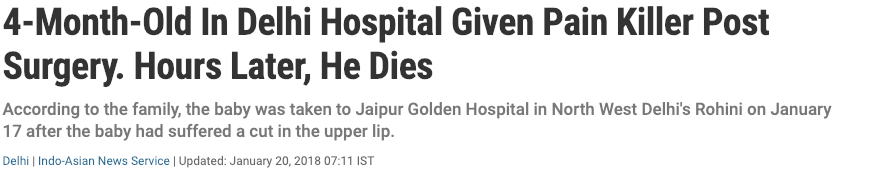 4-Month-Old In Delhi Hospital Given Pain Killer Post
Surgery. Hours Later, He Dies
According to the family, the baby was taken to Jaipur Golden Hospital in North West Delhi's Rohini on January
17 after the baby had suffered a cut in the upper lip.
Delhi | Indo-Asian News Service | Updated: January 20, 2018 07:11 IST